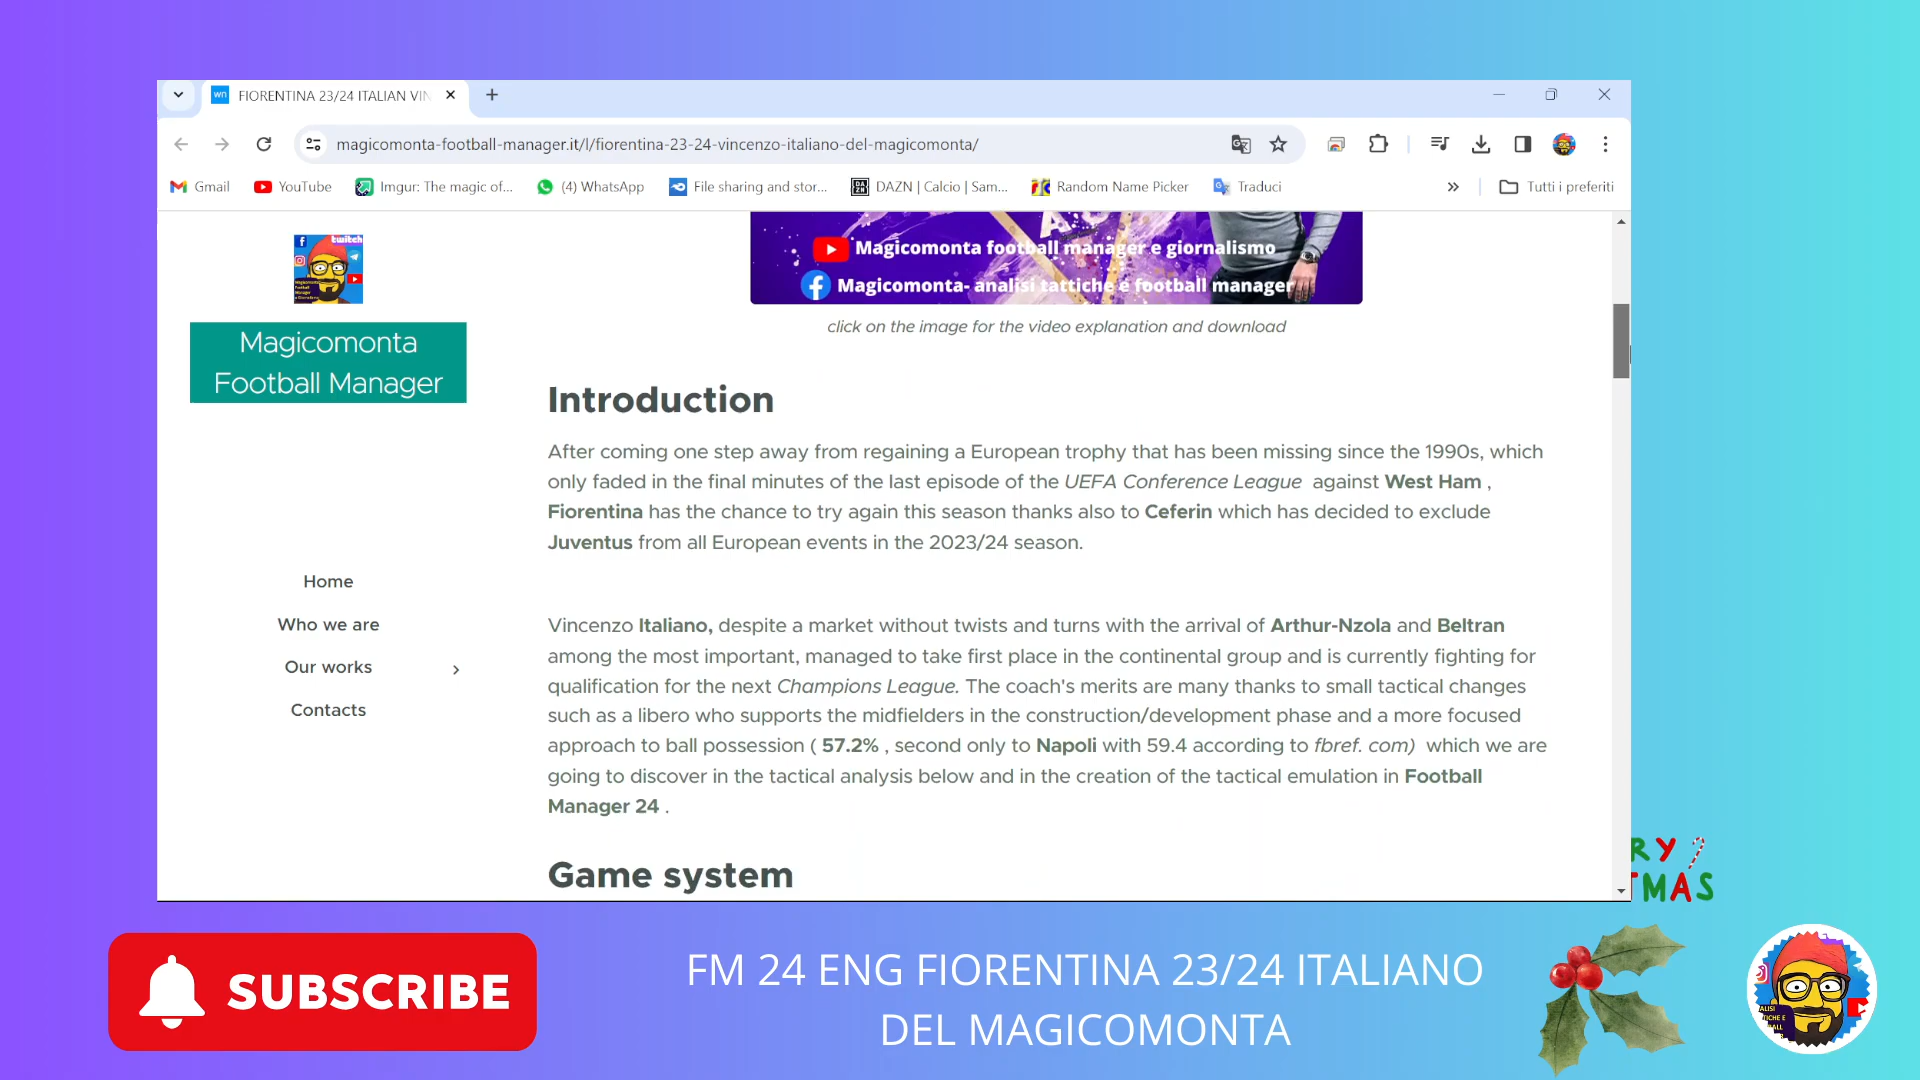 FIORENTINA 23/24 ITALIAN VIN
magicomonta-football-manager.it/l/fiorentina-23-24-vincenzo-italiano-del-magicomonta/
Gmail
YouTube
Imgur: The magic of...
(4) WhatsApp
File sharing and stor...
DAZN | Calcio | Sam...
Random Name Picker
Traduci
Tutti i preferiti
twitch
Magicomonta
Football Manager
Home
Who we are
Our works
Contacts
Magicomonta football manager e giornalismo
Magicomonta- analisi tattiche e football manager
click on the image for the video explanation and download
Introduction
After coming one step away from regaining a European trophy that has been missing since the 1990s, which
only faded in the final minutes of the last episode of the UEFA Conference League against West Ham ,
Fiorentina has the chance to try again this season thanks also to Ceferin which has decided to exclude
Juventus from all European events in the 2023/24 season.
Vincenzo Italiano, despite a market without twists and turns with the arrival of Arthur-Nzola and Beltran
among the most important, managed to take first place in the continental group and is currently fighting for
qualification for the next Champions League. The coach's merits are many thanks to small tactical changes
such as a libero who supports the midfielders in the construction/development phase and a more focused
approach to ball possession ( 57.2% , second only to Napoli with 59.4 according to fbref. com) which we are
going to discover in the tactical analysis below and in the creation of the tactical emulation in Football
Manager 24 .
Game system
RY
TMAS
SUBSCRIBE
FM 24 ENG FIORENTINA 23/24 ITALIANO
DEL MAGICOMONTA